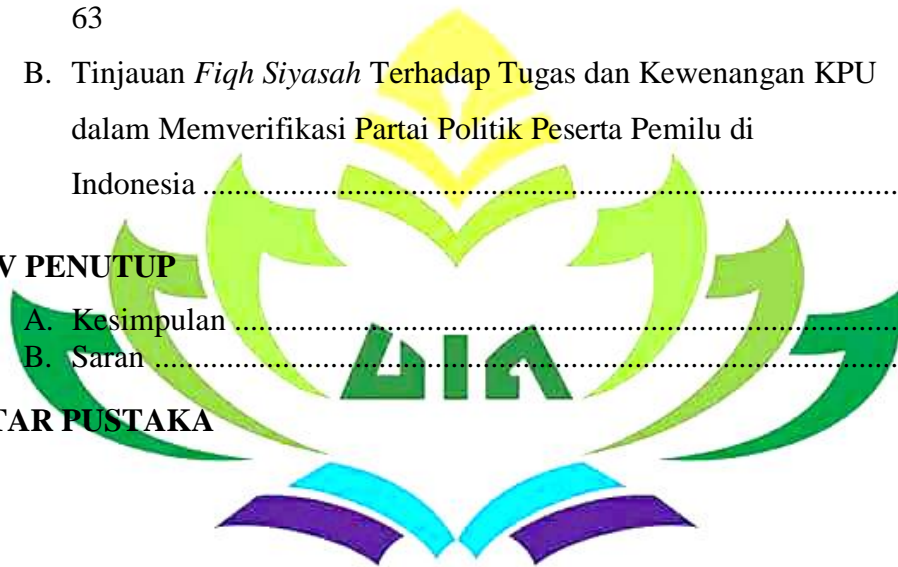 63
B. Tinjauan Fiqh Siyasah Terhadap Tugas dan Kewenangan KPU
dalam Memverifikasi Partai Politik Peserta Pemilu di
Indonesia ........................................................................
V PENUTUP
A. Kesimpulan ...................................................................
B. Saran ..........................................................................
TAR PUSTAKA
UIN